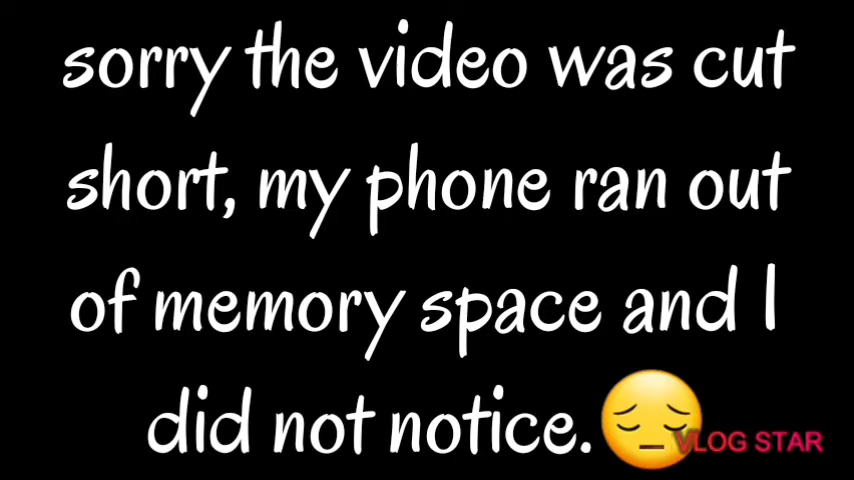 sorry the video was cut
short, my phone ran out
of memory space and I
did not notice.😔
VLOG STAR